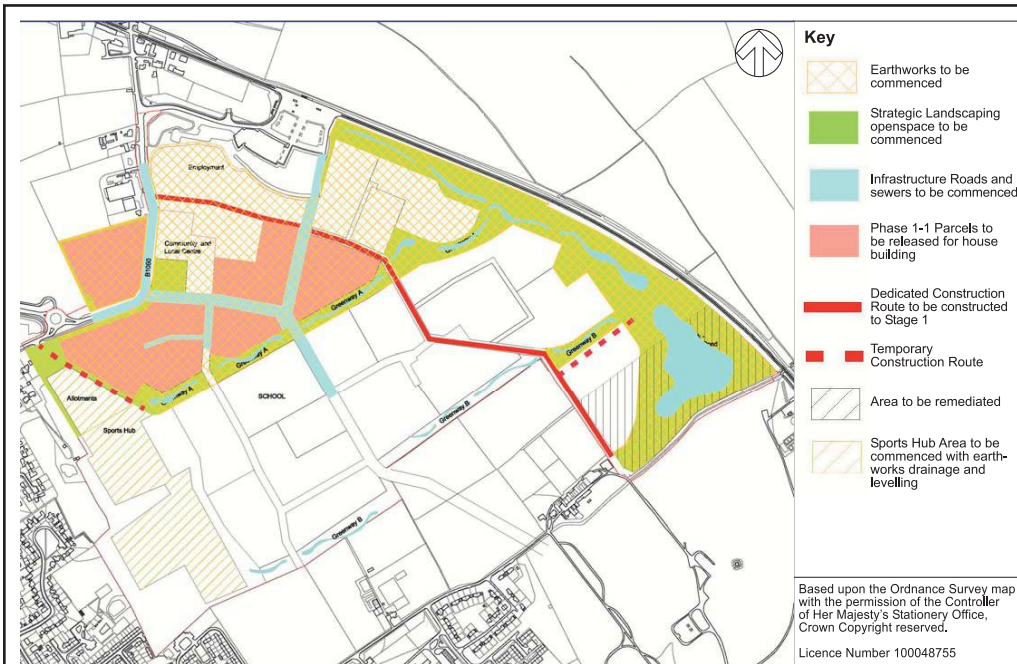 Key
Earthworks to be
commenced
Strategic Landscaping
openspace to be
commenced
Infrastructure Roads and
sewers to be commenced
Phase 1-1 Parcels to
be released for house
building
Dedicated Construction
Route to be constructed
to Stage 1
Temporary
Construction Route
Area to be remediated
Sports Hub Area to be
commenced with earth-
works drainage and
levelling
Based upon the Ordnance Survey map
with the permission of the Controller
of Her Majesty's Stationery Office,
Crown Copyright reserved.
Licence Number 100048755
Employment
Community and
Local Centre
B1050
Greenway A
Greenway A
Greenway A
Greenway B
Greenway B
Greenway B
SCHOOL
Allotments
Sports Hub